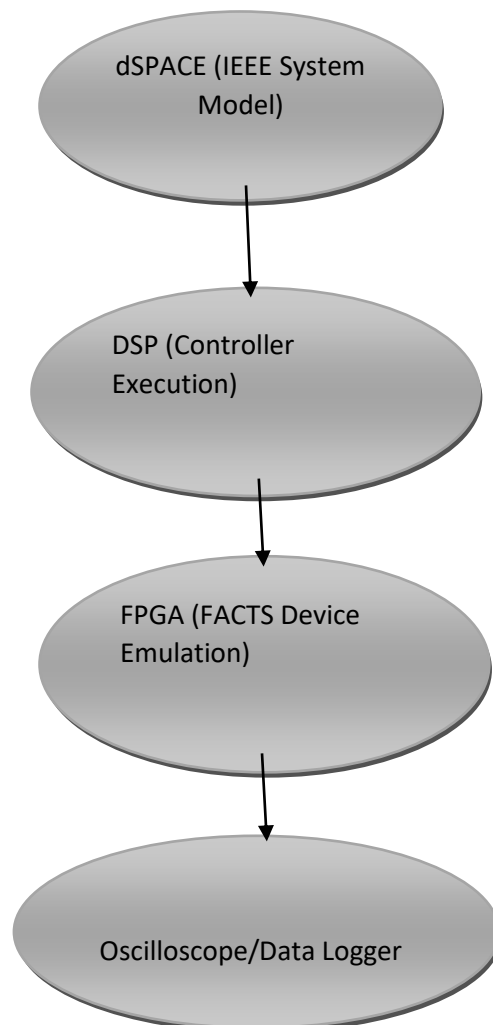 dSPACE (IEEE System
Model)
DSP (Controller
Execution)
FPGA (FACTS Device
Emulation)
Oscilloscope/Data Logger